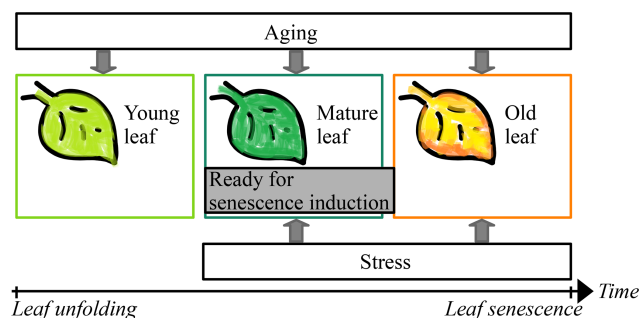 Aging
Young
leaf
Mature
leaf
Old
leaf
Ready for
senescence induction
Stress
Time
Leaf unfolding
Leaf senescence